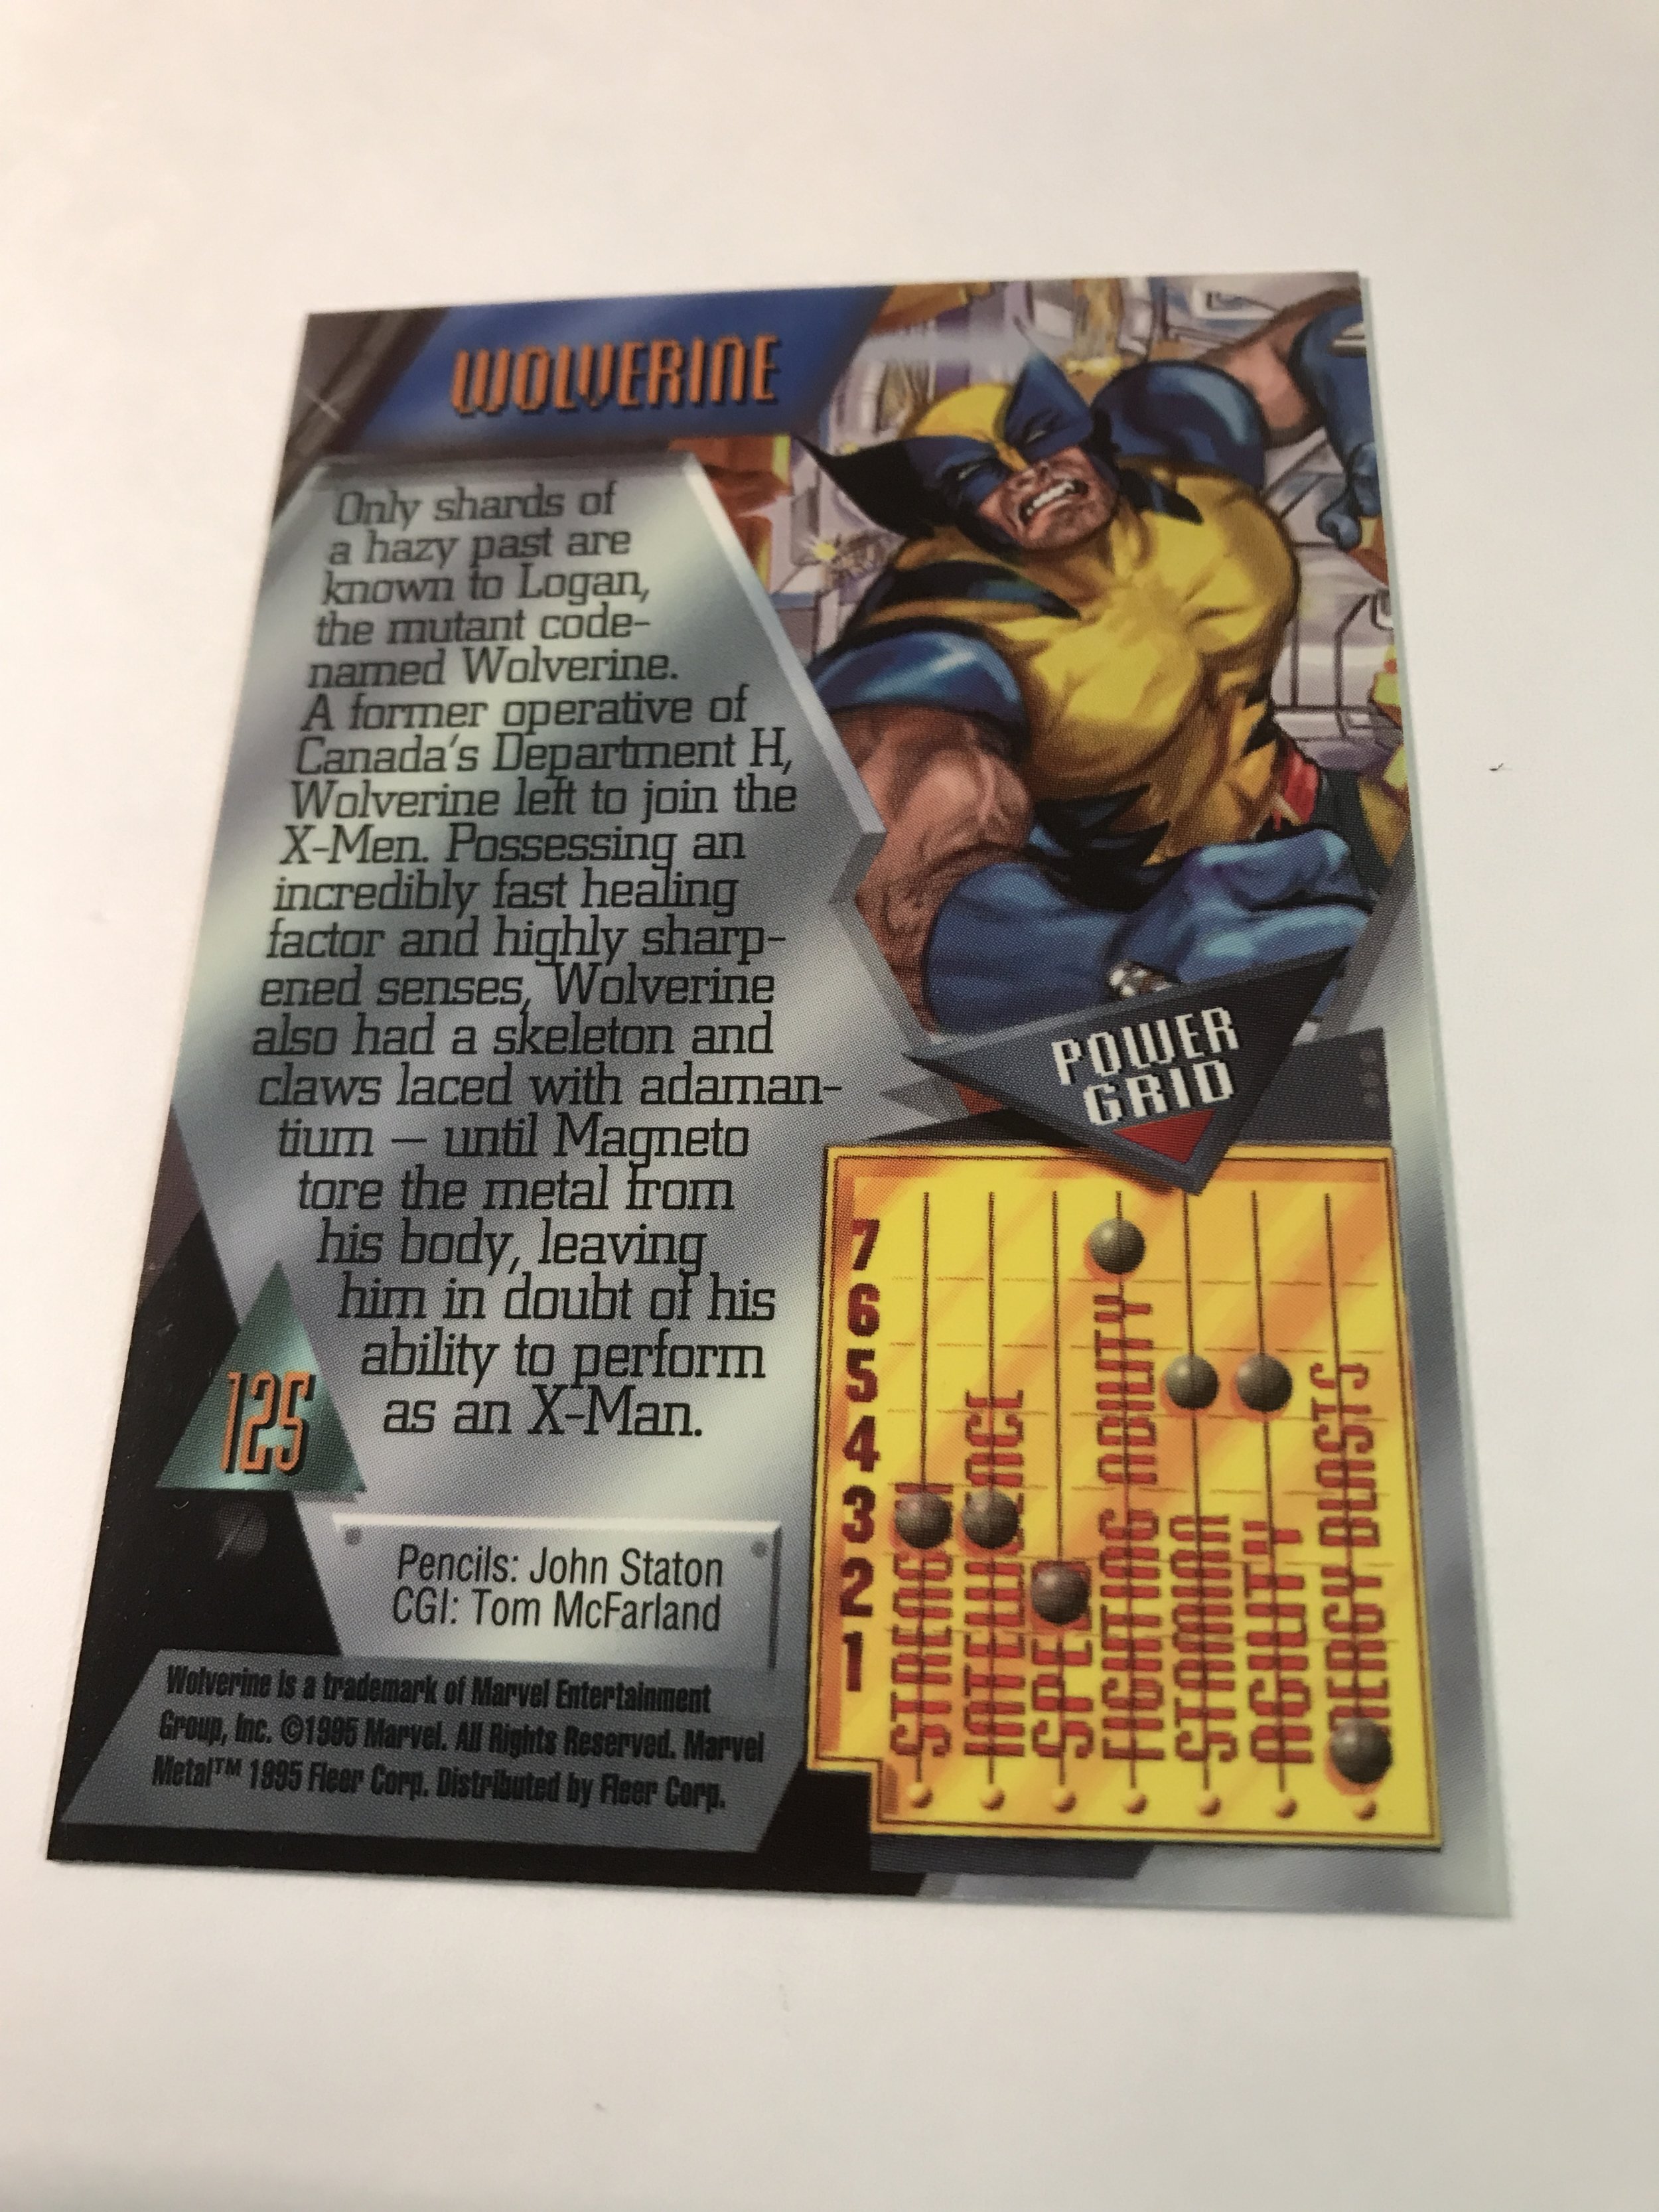 WOLVERINE
Only shards of
a hazy past are
known to Logan,
the mutant code-
named Wolverine.
A former operative of
Canada's Department H,
Wolverine left to join the
X-Men. Possessing an
incredibly fast healing
factor and highly sharp-
ened senses, Wolverine
also had a skeleton and
claws laced with adaman-
tium — until Magneto
tore the metal from
his body, leaving
him in doubt of his
ability to perform
as an X-Man.
125
Pencils: John Staton
CGI: Tom McFarland
Wolverine is a trademark of Marvel Entertainment
Group, Inc. ©1995 Marvel. All Rights Reserved. Marvel
Metal™ 1995 Fleer Corp. Distributed by Fleer Corp.
POWER
GRID
7
6
5
4
3
2
1
STRENGTH
INTELLIGENCE
SPEED
FIGHTING ABILITY
STAMINA
AGILITY
ENERGY BLASTS